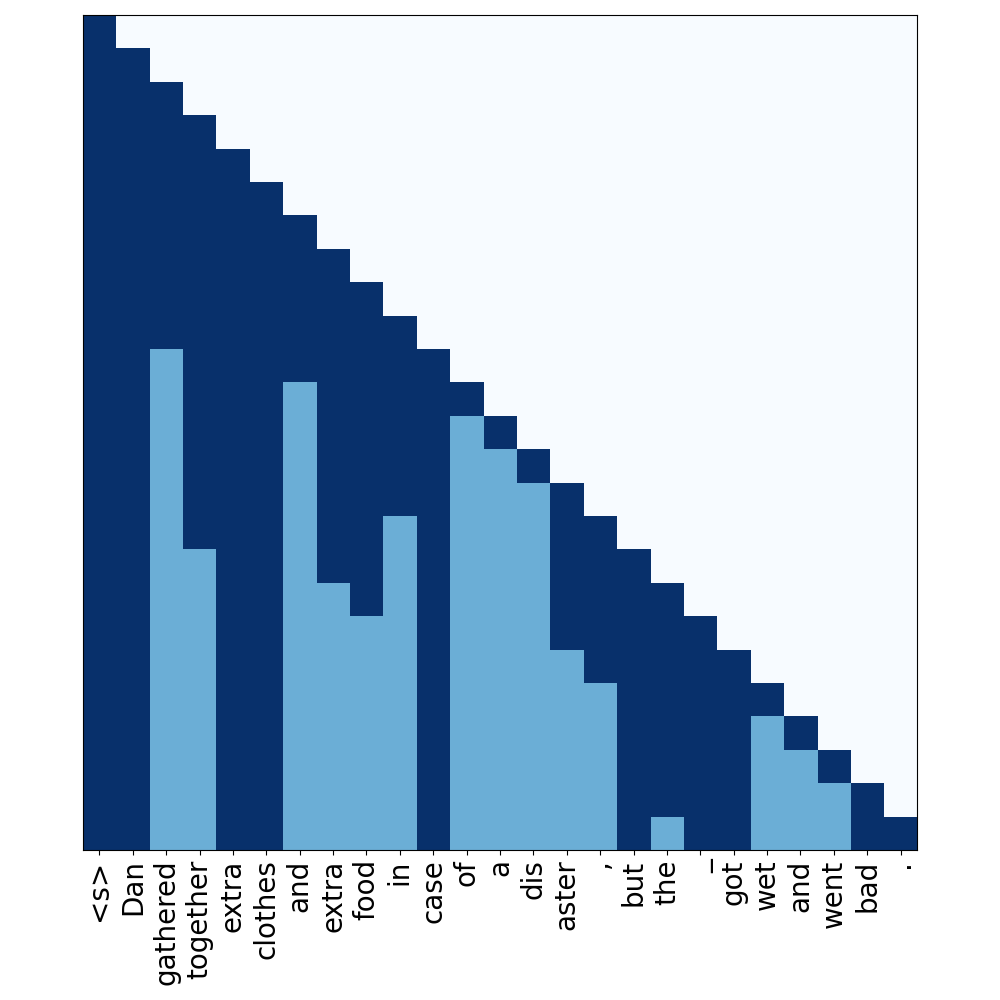 <s>
Dan
gathered
together
extra
clothes
and
extra
food
in
case
of
a
dis
aster
,
but
the
_
got
wet
and
went
bad
.